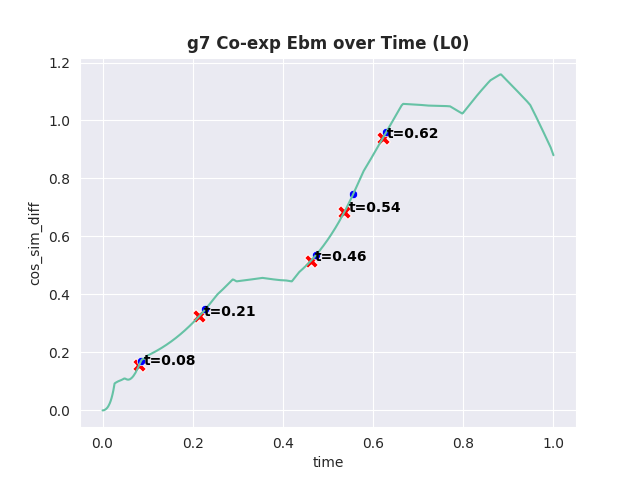 g7 Co-exp Ebm over Time (L0)
1.2
1.0
0.8
0.6
0.4
0.2
0.0
cos_sim_diff
t=0.62
t=0.54
t=0.46
t=0.21
t=0.08
0.0 0.2 0.4 0.6 0.8 1.0
time